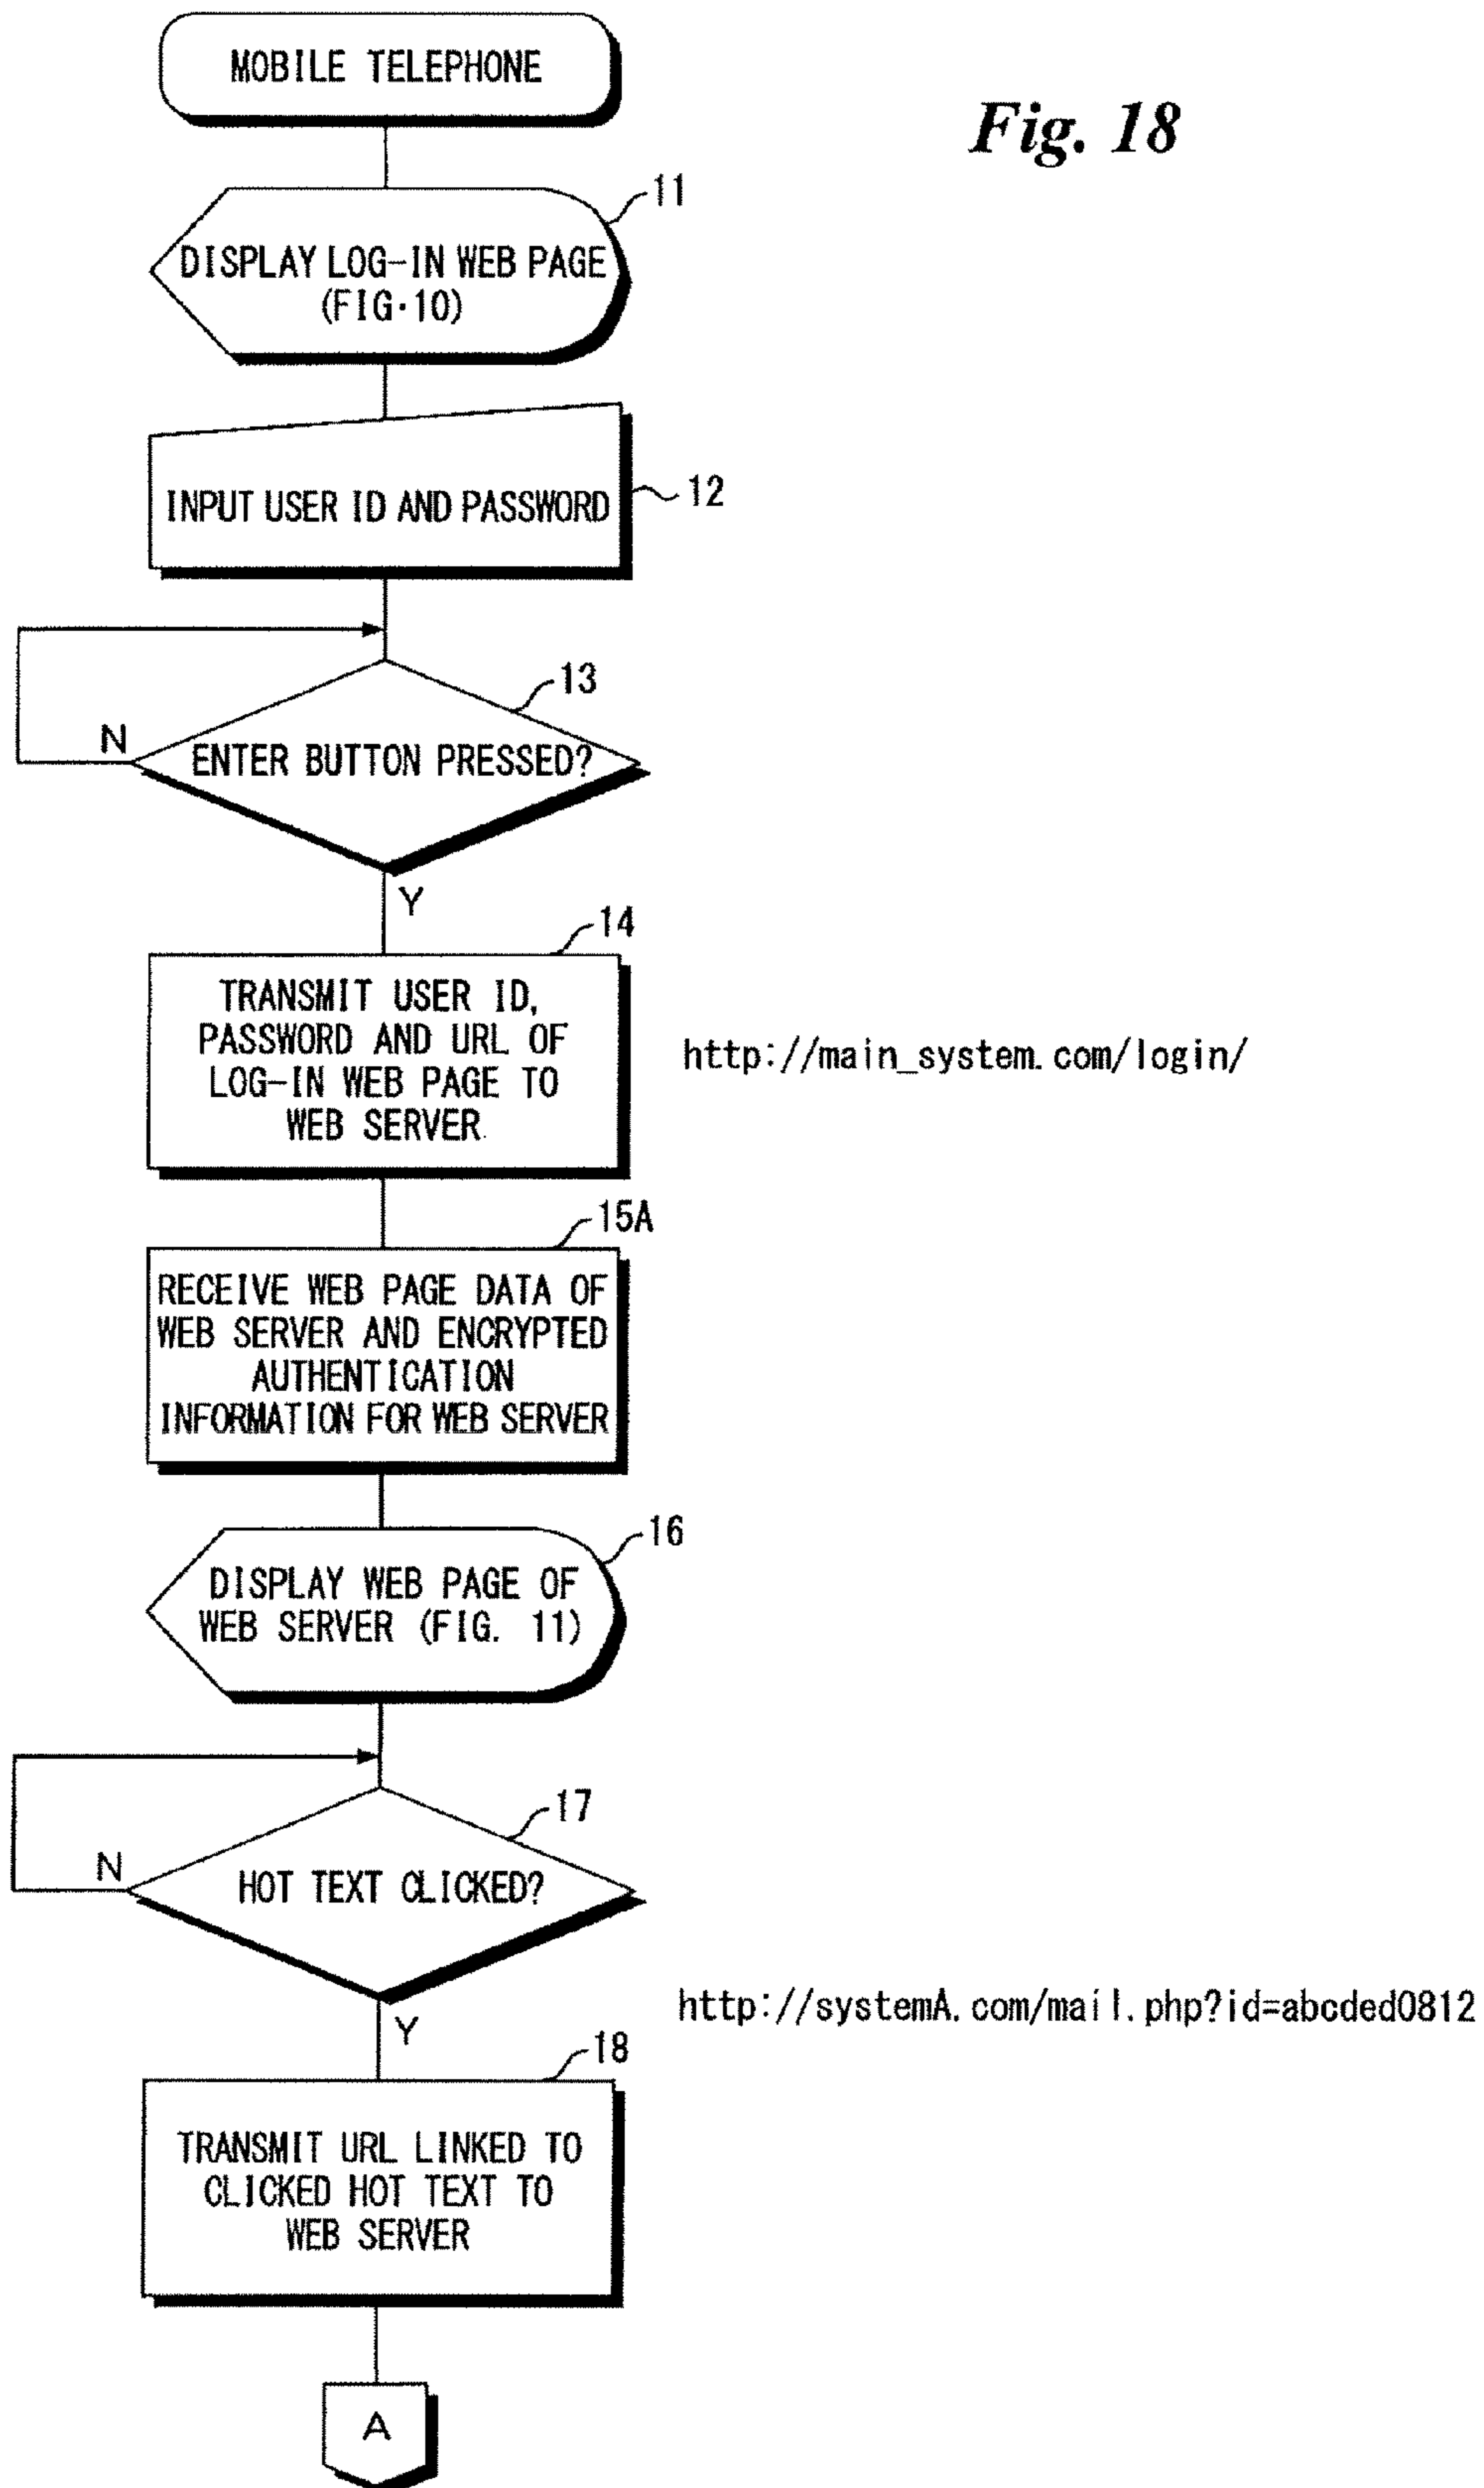 MOBILE TELEPHONE
Fig. 18
11
DISPLAY LOG-IN WEB PAGE
(FIG·10)
INPUT USER ID AND PASSWORD
12
13
N
ENTER BUTTON PRESSED?
Y
14
TRANSMIT USER ID,
PASSWORD AND URL OF
LOG-IN WEB PAGE TO
WEB SERVER
http://main_system.com/login/
15A
RECEIVE WEB PAGE DATA OF
WEB SERVER AND ENCRYPTED
AUTHENTICATION
INFORMATION FOR WEB SERVER
16
DISPLAY WEB PAGE OF
WEB SERVER (FIG. 11)
17
N
HOT TEXT CLICKED?
Y
http://systemA.com/mail.php?id=abcded0812
18
TRANSMIT URL LINKED TO
CLICKED HOT TEXT TO
WEB SERVER
A